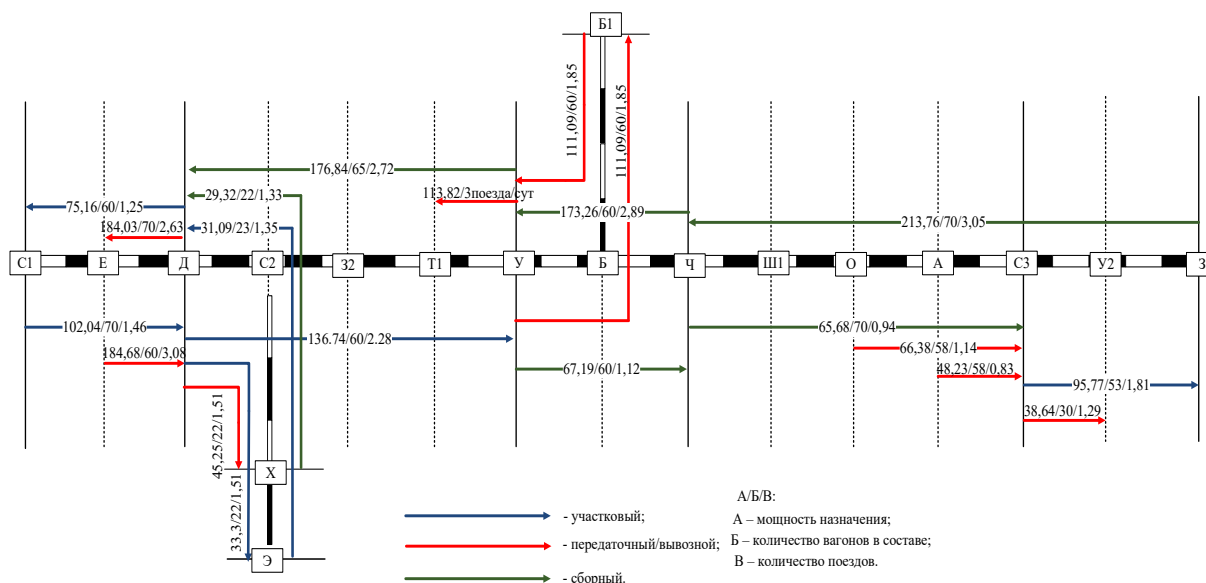 Б1
111,09/60/1,85
111,09/60/1,85
176,84/65/2,72
29,32/22/1,33
113,82/3поезда/сут
75,16/60/1,25
173,26/60/2,89
213,76/70/3,05
184,03/70/2,63
31,09/23/1,35
С1
Е
Д
С2
З2
Т1
У
Б
Ч
Ш1
О
А
С3
У2
З
102,04/70/1,46
136.74/60/2.28
65,68/70/0,94
184,68/60/3,08
66,38/58/1,14
67,19/60/1,12
48,23/58/0,83
95,77/53/1,81
38,64/30/1,29
45,25/22/1,51
33,3/22/1,51
Х
Э
- участковый;
- передаточный/вывозной;
- сборный.
А/Б/В:
А – мощность назначения;
Б – количество вагонов в составе;
В – количество поездов.